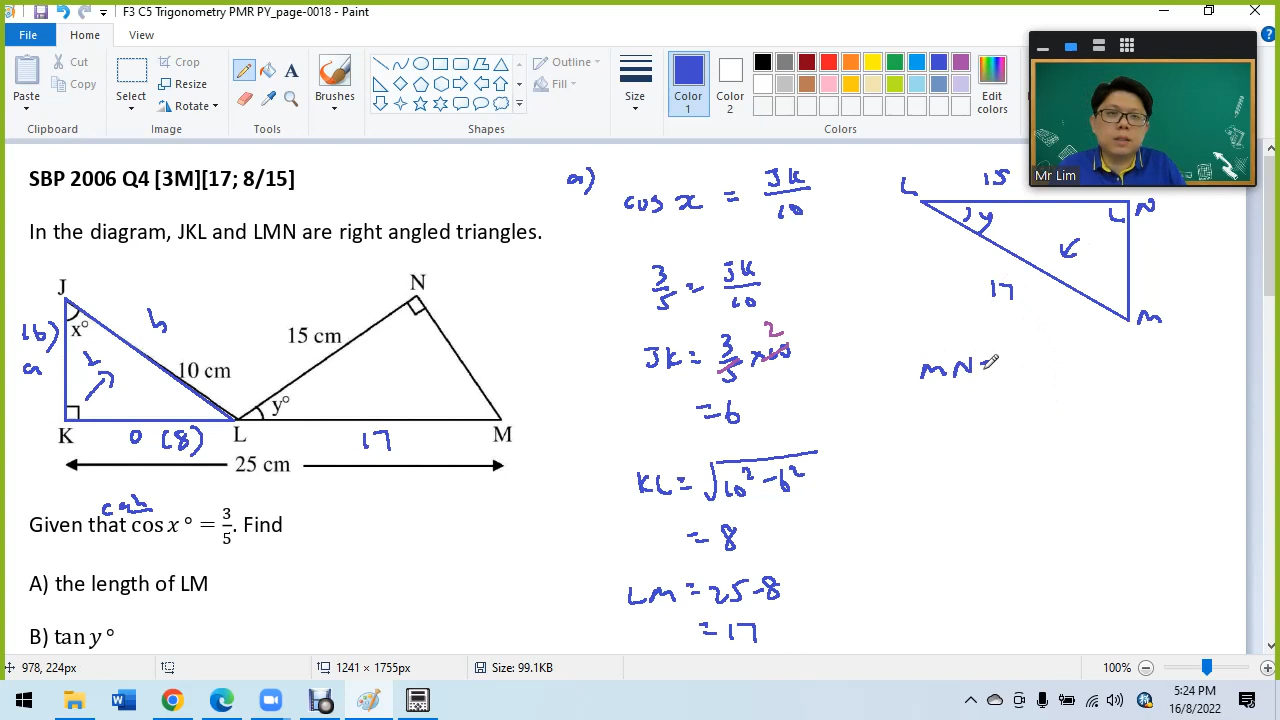 F3 C5 Trigonometry PMR PY_page-0018 - Paint
File Home View
Paste Cut Copy
Clipboard
Select Crop Resize Rotate
Image
Tools
Brushes
Shapes
Outline
Fill
Size
Color 1
Color 2
Colors
Edit colors
Mr Lim
SBP 2006 Q4 [3M][17; 8/15]
In the diagram, JKL and LMN are right angled triangles.
J
x°
(6)
a
h
10 cm
K
o (8)
L
15 cm
N
y°
17
M
25 cm
cah
Given that cos x° = 3/5. Find
A) the length of LM
B) tan y°
a)
cos x = JK/10
3/5 = JK/10
JK = 3/5 × 10 2
= 6
KL = √10² - 6²
= 8
LM = 25 - 8
= 17
L 15 N
y
17
M
MN =
978, 224px
1241 × 1755px
Size: 99.1KB
100%
5:24 PM
16/8/2022